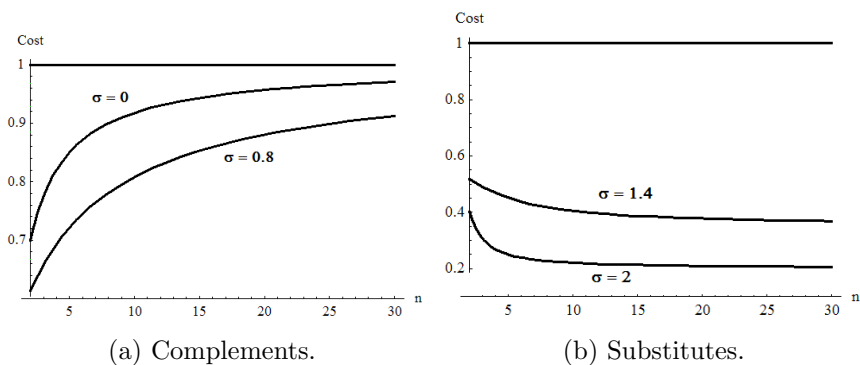 Cost
1
σ = 0
0.9
σ = 0.8
0.8
0.7
5
10
15
20
25
30
n
(a) Complements.
Cost
1
0.8
0.6
σ = 1.4
0.4
0.2
σ = 2
5
10
15
20
25
30
n
(b) Substitutes.